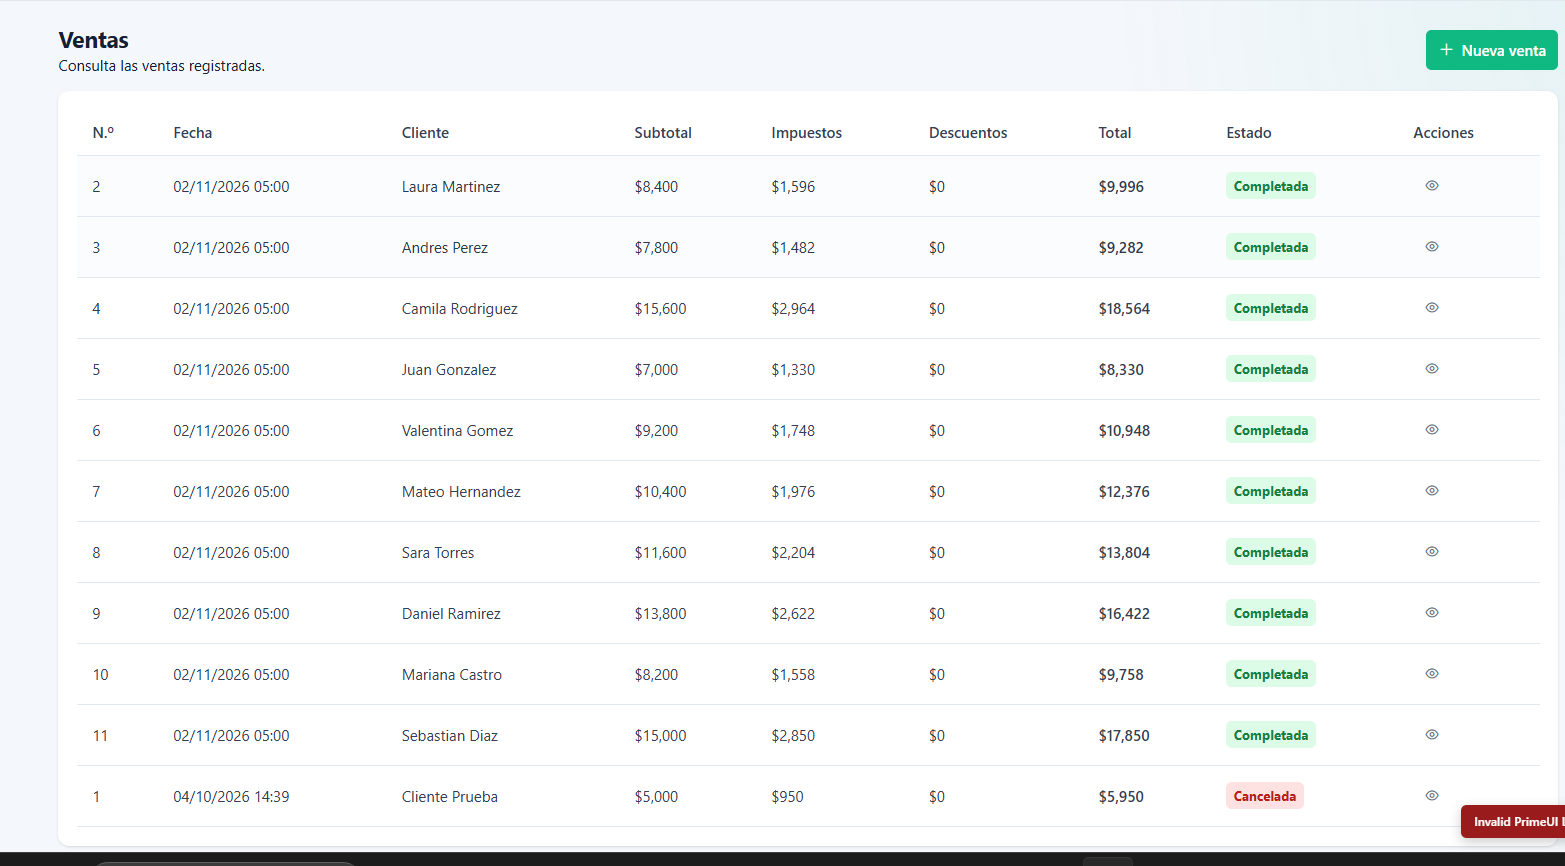 Ventas
Consulta las ventas registradas.
+ Nueva venta
N.º Fecha Cliente Subtotal Impuestos Descuentos Total Estado Acciones
2 02/11/2026 05:00 Laura Martinez $8,400 $1,596 $0 $9,996 Completada
3 02/11/2026 05:00 Andres Perez $7,800 $1,482 $0 $9,282 Completada
4 02/11/2026 05:00 Camila Rodriguez $15,600 $2,964 $0 $18,564 Completada
5 02/11/2026 05:00 Juan Gonzalez $7,000 $1,330 $0 $8,330 Completada
6 02/11/2026 05:00 Valentina Gomez $9,200 $1,748 $0 $10,948 Completada
7 02/11/2026 05:00 Mateo Hernandez $10,400 $1,976 $0 $12,376 Completada
8 02/11/2026 05:00 Sara Torres $11,600 $2,204 $0 $13,804 Completada
9 02/11/2026 05:00 Daniel Ramirez $13,800 $2,622 $0 $16,422 Completada
10 02/11/2026 05:00 Mariana Castro $8,200 $1,558 $0 $9,758 Completada
11 02/11/2026 05:00 Sebastian Diaz $15,000 $2,850 $0 $17,850 Completada
1 04/10/2026 14:39 Cliente Prueba $5,000 $950 $0 $5,950 Cancelada
Invalid PrimeUI